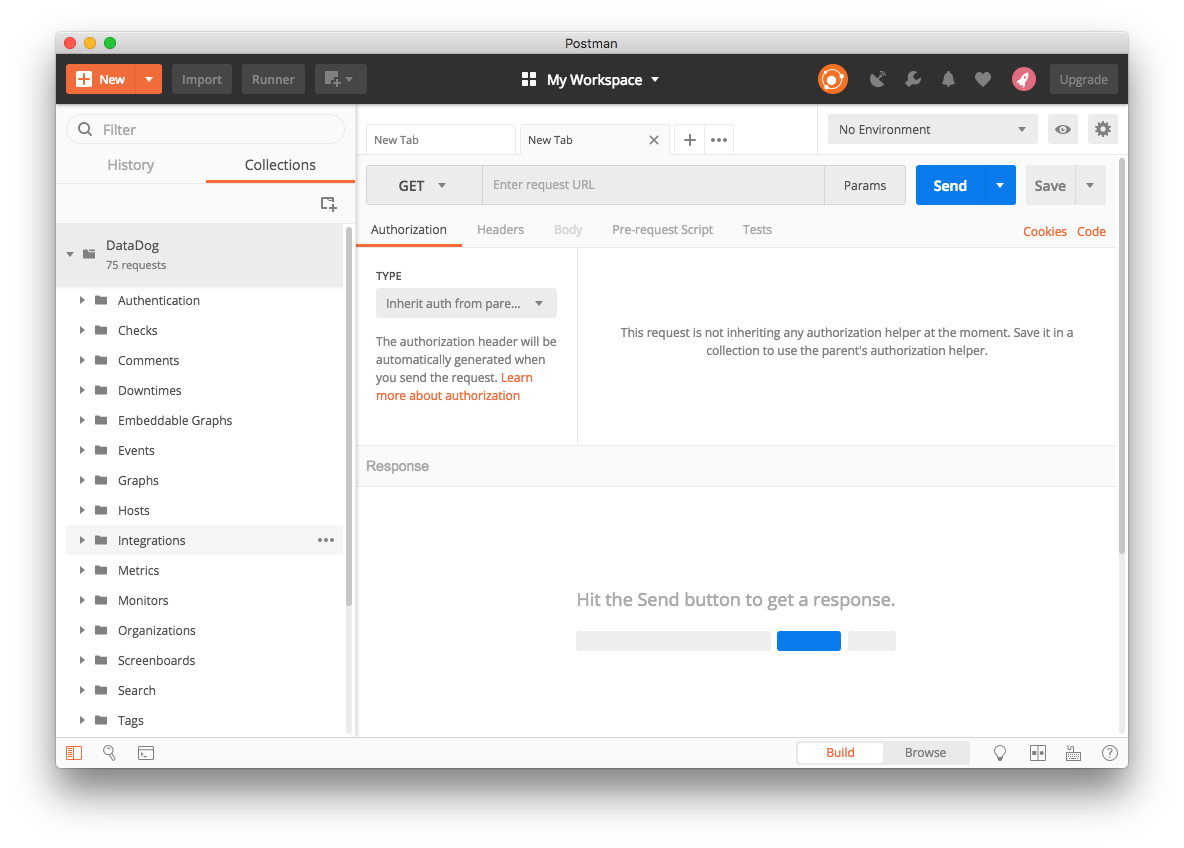 Postman
New
Import
Runner
My Workspace
Upgrade
Filter
History
Collections
DataDog
75 requests
Authentication
Checks
Comments
Downtimes
Embeddable Graphs
Events
Graphs
Hosts
Integrations
Metrics
Monitors
Organizations
Screenboards
Search
Tags
New Tab
New Tab
No Environment
GET
Enter request URL
Params
Send
Save
Authorization
Headers
Body
Pre-request Script
Tests
Cookies
Code
TYPE
Inherit auth from pare...
The authorization header will be
automatically generated when
you send the request. Learn
more about authorization
This request is not inheriting any authorization helper at the moment. Save it in a
collection to use the parent's authorization helper.
Response
Hit the Send button to get a response.
Build
Browse